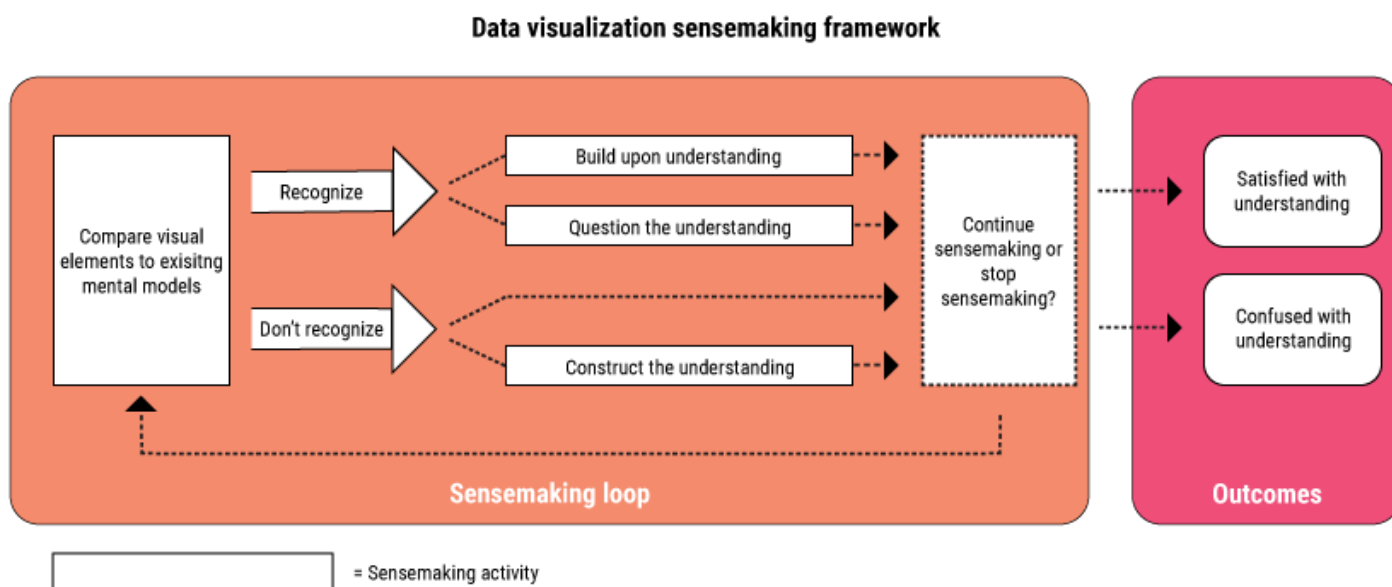 Data visualization sensemaking framework
Compare visual
elements to exisitng
mental models
Recognize
Don't recognize
Build upon understanding
Question the understanding
Construct the understanding
Continue
sensemaking or
stop
sensemaking?
Satisfied with
understanding
Confused with
understanding
Sensemaking loop
Outcomes
= Sensemaking activity